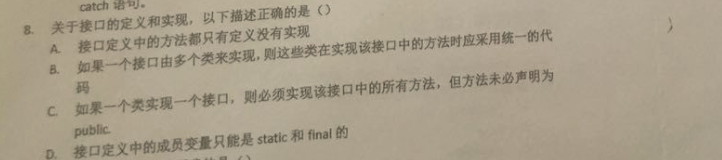 catch 语句。
8. 关于接口的定义和实现，以下描述正确的是（）
A. 接口定义中的方法都只有定义没有实现
B. 如果一个接口由多个类来实现，则这些类在实现该接口中的方法时应采用统一的代
码
C. 如果一个类实现一个接口，则必须实现该接口中的所有方法，但方法未必声明为
public.
D. 接口定义中的成员变量只能是 static 和 final 的